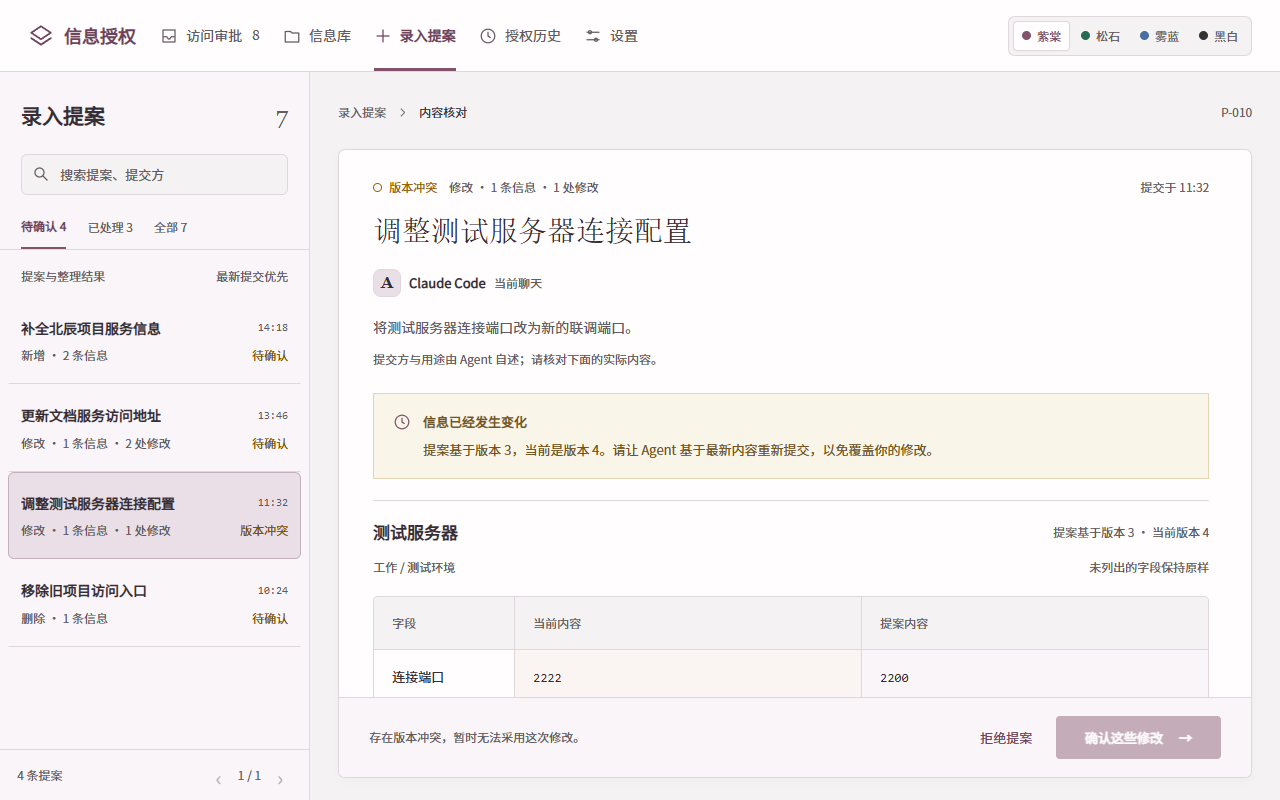 信息授权
访问审批 8
信息库
录入提案
授权历史
设置
紫棠
松石
雾蓝
黑白
录入提案 7
搜索提案、提交方
待确认 4
已处理 3
全部 7
提案与整理结果 最新提交优先
补全北辰项目服务信息 14:18
新增 · 2 条信息 待确认
更新文档服务访问地址 13:46
修改 · 1 条信息 · 2 处修改 待确认
调整测试服务器连接配置 11:32
修改 · 1 条信息 · 1 处修改 版本冲突
移除旧项目访问入口 10:24
删除 · 1 条信息 待确认
4 条提案 ‹ 1 / 1 ›
录入提案 > 内容核对 P-010
版本冲突 修改 · 1 条信息 · 1 处修改 提交于 11:32
调整测试服务器连接配置
A Claude Code 当前聊天
将测试服务器连接端口改为新的联调端口。
提交方与用途由 Agent 自述；请核对下面的实际内容。
信息已经发生变化
提案基于版本 3，当前是版本 4。请让 Agent 基于最新内容重新提交，以免覆盖你的修改。
测试服务器 提案基于版本 3 · 当前版本 4
工作 / 测试环境 未列出的字段保持原样
字段 当前内容 提案内容
连接端口 2222 2200
存在版本冲突，暂时无法采用这次修改。 拒绝提案 确认这些修改 →